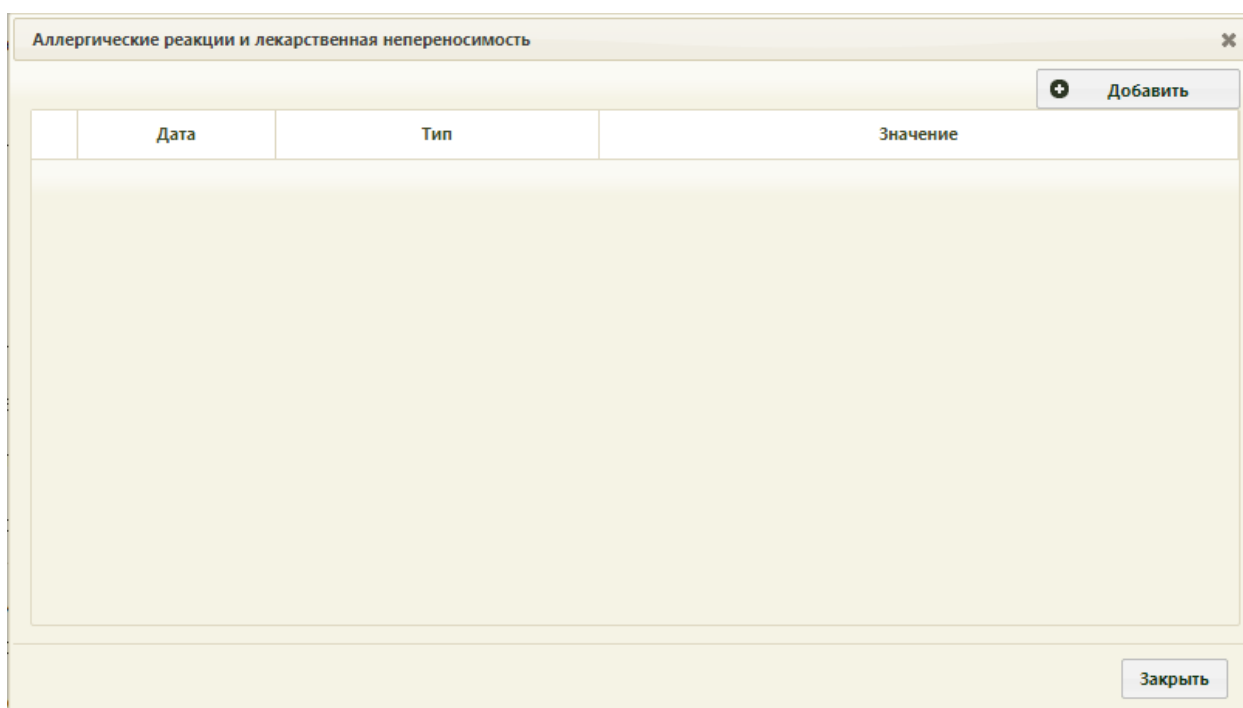 Аллергические реакции и лекарственная непереносимость
Добавить
Дата Тип Значение
Закрыть